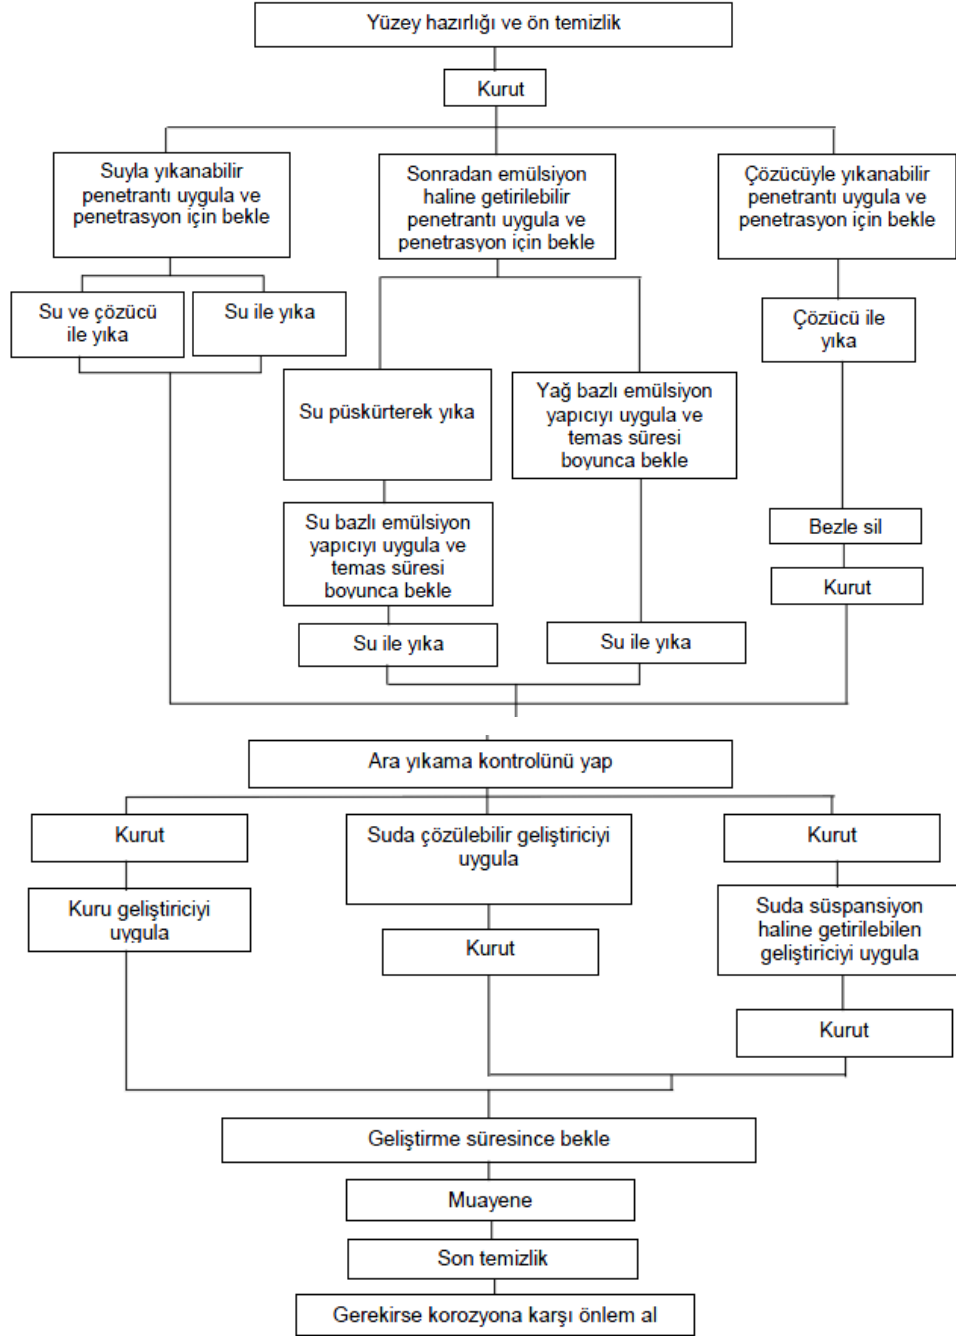 Yüzey hazırlığı ve ön temizlik
Kurut
Suyla yıkanabilir
penetrantı uygula ve
penetrasyon için bekle
Sonradan emülsiyon
haline getirilebilir
penetrantı uygula ve
penetrasyon için bekle
Çözücüyle yıkanabilir
penetrantı uygula ve
penetrasyon için bekle
Su ve çözücü
ile yıka
Su ile yıka
Çözücü ile
yıka
Su püskürterek yıka
Yağ bazlı emülsiyon
yapıcıyı uygula ve
temas süresi
boyunca bekle
Su bazlı emülsiyon
yapıcıyı uygula ve
temas süresi
boyunca bekle
Bezle sil
Kurut
Su ile yıka
Su ile yıka
Ara yıkama kontrolünü yap
Kurut
Suda çözülebilir geliştiriciyi
uygula
Kurut
Kuru geliştiriciyi
uygula
Kurut
Suda süspansiyon
haline getirilebilen
geliştiriciyi uygula
Kurut
Geliştirme süresince bekle
Muayene
Son temizlik
Gerekirse korozyona karşı önlem al